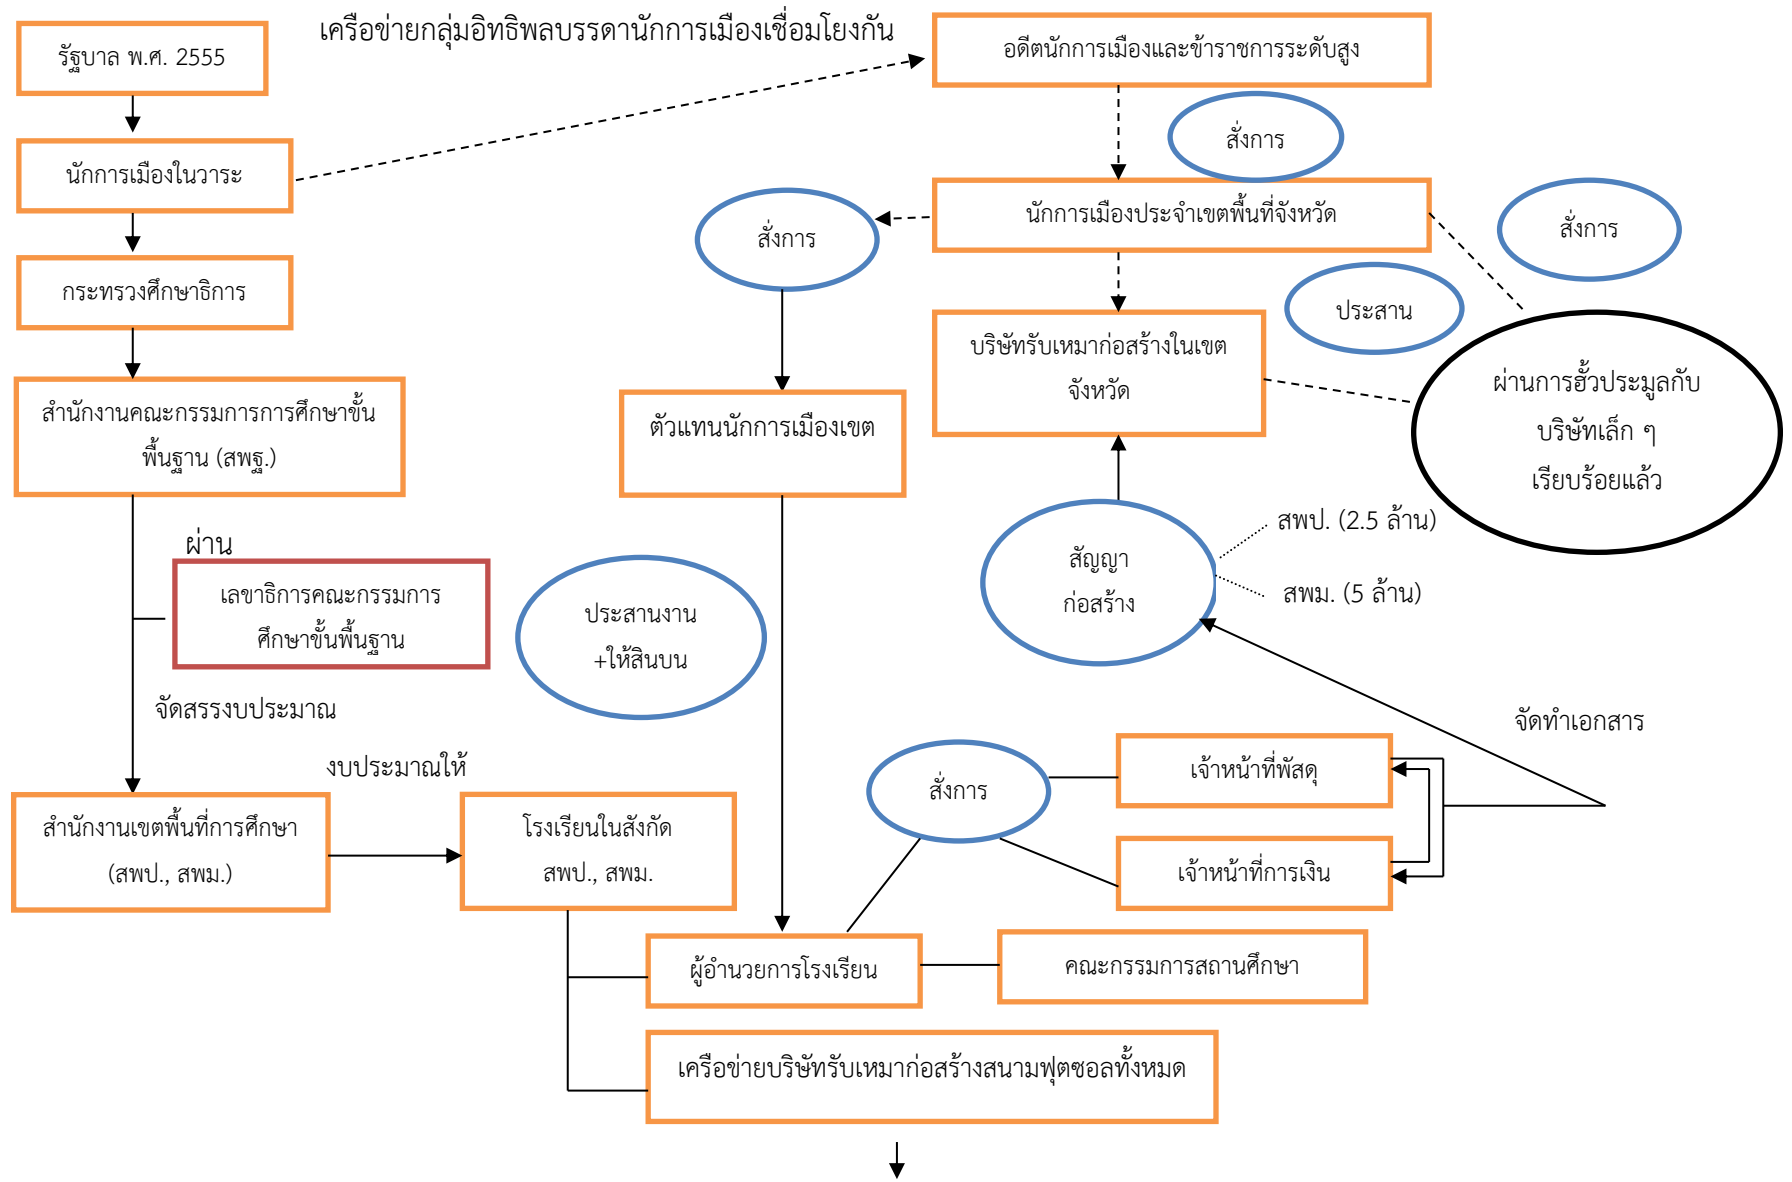 เครือข่ายกลุ่มอิทธิพลบรรดานักการเมืองเชื่อมโยงกัน
รัฐบาล พ.ศ. 2555
อดีตนักการเมืองและข้าราชการระดับสูง
สั่งการ
นักการเมืองในวาระ
นักการเมืองประจำเขตพื้นที่จังหวัด
สั่งการ
สั่งการ
กระทรวงศึกษาธิการ
ประสาน
บริษัทรับเหมาก่อสร้างในเขต
จังหวัด
ผ่านการฮั้วประมูลกับ
บริษัทเล็ก ๆ
เรียบร้อยแล้ว
สำนักงานคณะกรรมการการศึกษาขั้น
พื้นฐาน (สพฐ.)
ตัวแทนนักการเมืองเขต
ผ่าน
เลขาธิการคณะกรรมการ
ศึกษาขั้นพื้นฐาน
สัญญา
ก่อสร้าง
สพป. (2.5 ล้าน)
สพม. (5 ล้าน)
ประสานงาน
+ให้สินบน
จัดสรรงบประมาณ
จัดทำเอกสาร
งบประมาณให้
สั่งการ
เจ้าหน้าที่พัสดุ
สำนักงานเขตพื้นที่การศึกษา
(สพป., สพม.)
โรงเรียนในสังกัด
สพป., สพม.
เจ้าหน้าที่การเงิน
ผู้อำนวยการโรงเรียน
คณะกรรมการสถานศึกษา
เครือข่ายบริษัทรับเหมาก่อสร้างสนามฟุตซอลทั้งหมด